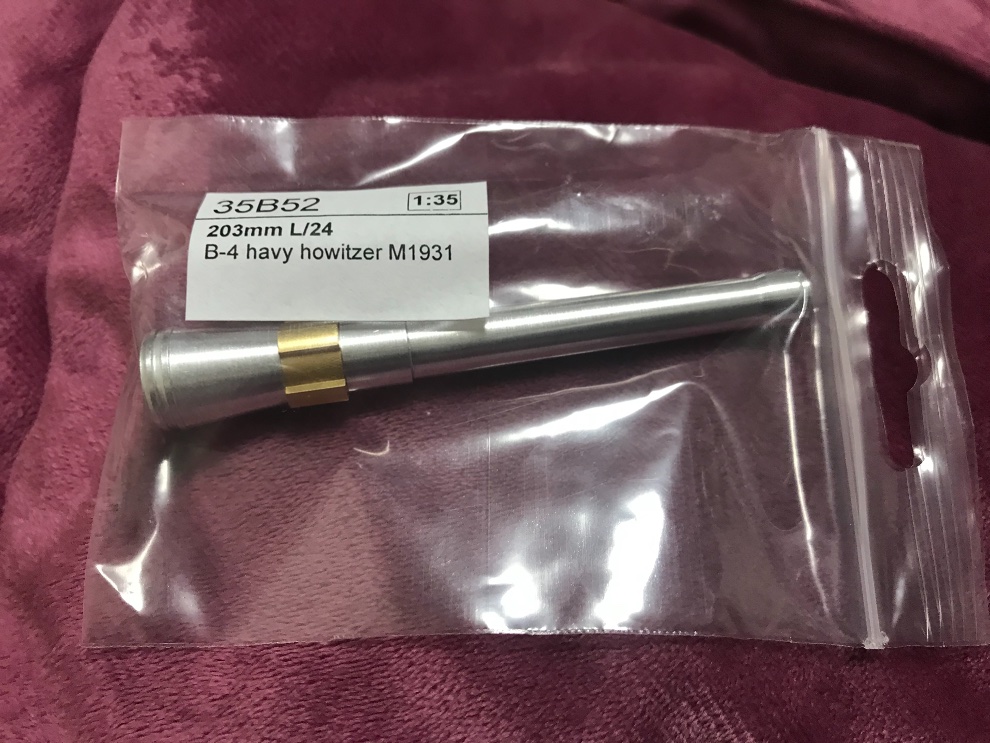 35B52 1:35
203mm L/24
B-4 havy howitzer M1931